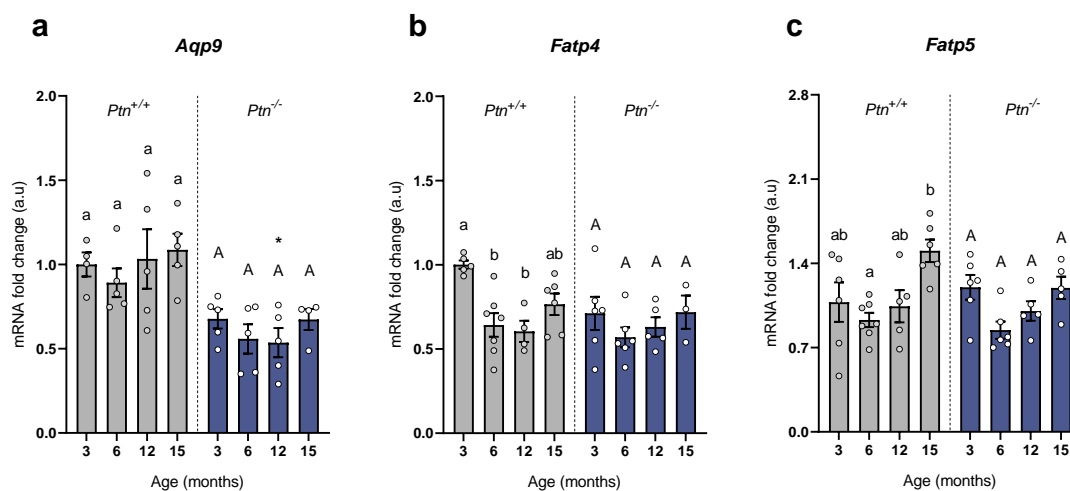 a
Aqp9
Ptn+/+
Ptn-/-
mRNA fold change (a.u)
2.0
1.5
1.0
0.5
0.0
a a a a
A A * A A
3 6 12 15 3 6 12 15
Age (months)
b
Fatp4
Ptn+/+
Ptn-/-
mRNA fold change (a.u)
2.0
1.5
1.0
0.5
0.0
a b b ab
A A A A
3 6 12 15 3 6 12 15
Age (months)
c
Fatp5
Ptn+/+
Ptn-/-
mRNA fold change (a.u)
2.8
2.1
1.4
0.7
0.0
ab a ab b
A A A A
3 6 12 15 3 6 12 15
Age (months)